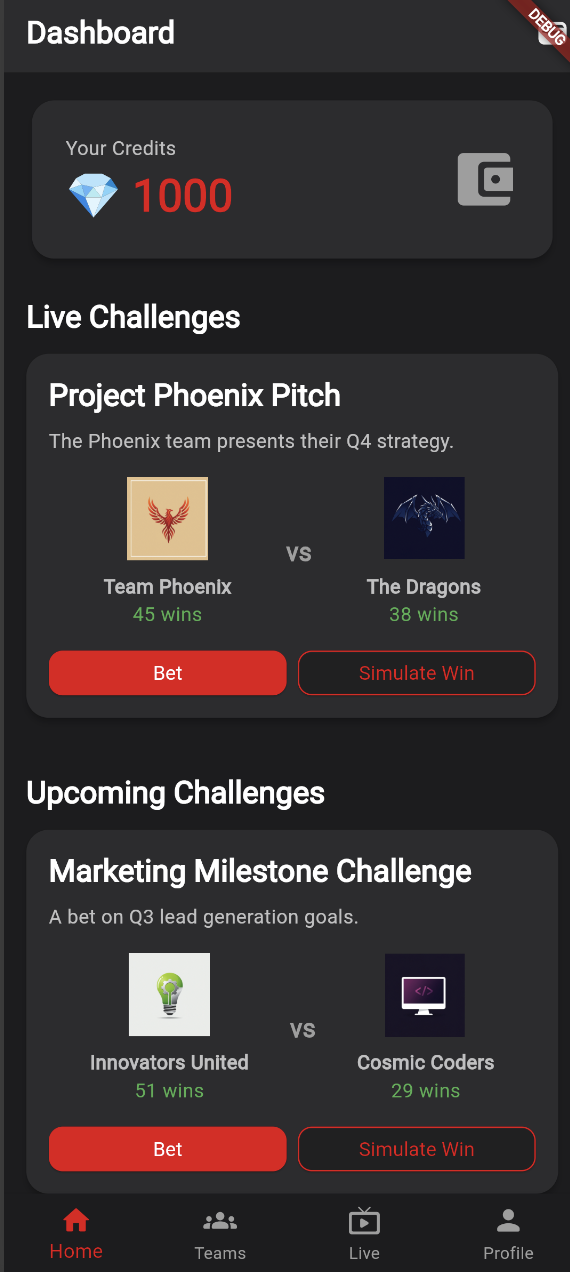 Dashboard
DEBUG
Your Credits
1000
Live Challenges
Project Phoenix Pitch
The Phoenix team presents their Q4 strategy.
vs
Team Phoenix The Dragons
45 wins 38 wins
Bet Simulate Win
Upcoming Challenges
Marketing Milestone Challenge
A bet on Q3 lead generation goals.
</>
vs
Innovators United Cosmic Coders
51 wins 29 wins
Bet Simulate Win
Home Teams Live Profile